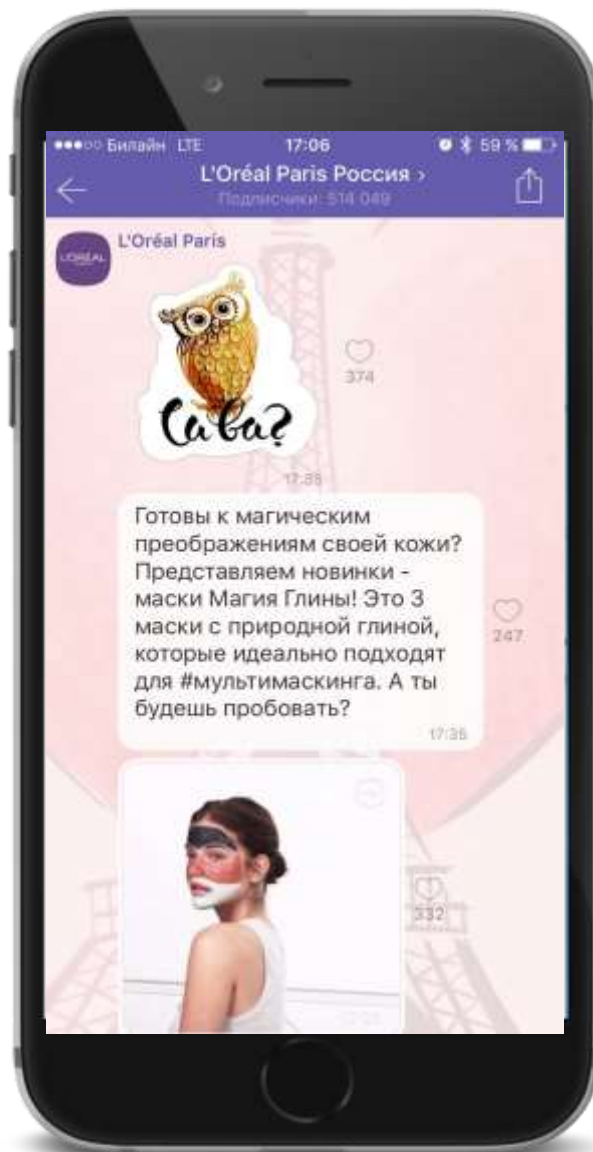 Билайн LTE 17:06 59 %
L'Oréal Paris Россия ›
Подписчики: 514 049
L'ORÉAL
L'Oréal Paris
Сава?
374
17:35
Готовы к магическим
преображениям своей кожи?
Представляем новинки -
маски Магия Глины! Это 3
маски с природной глиной,
которые идеально подходят
для #мультимаскинга. А ты
будешь пробовать?
247
17:35
332